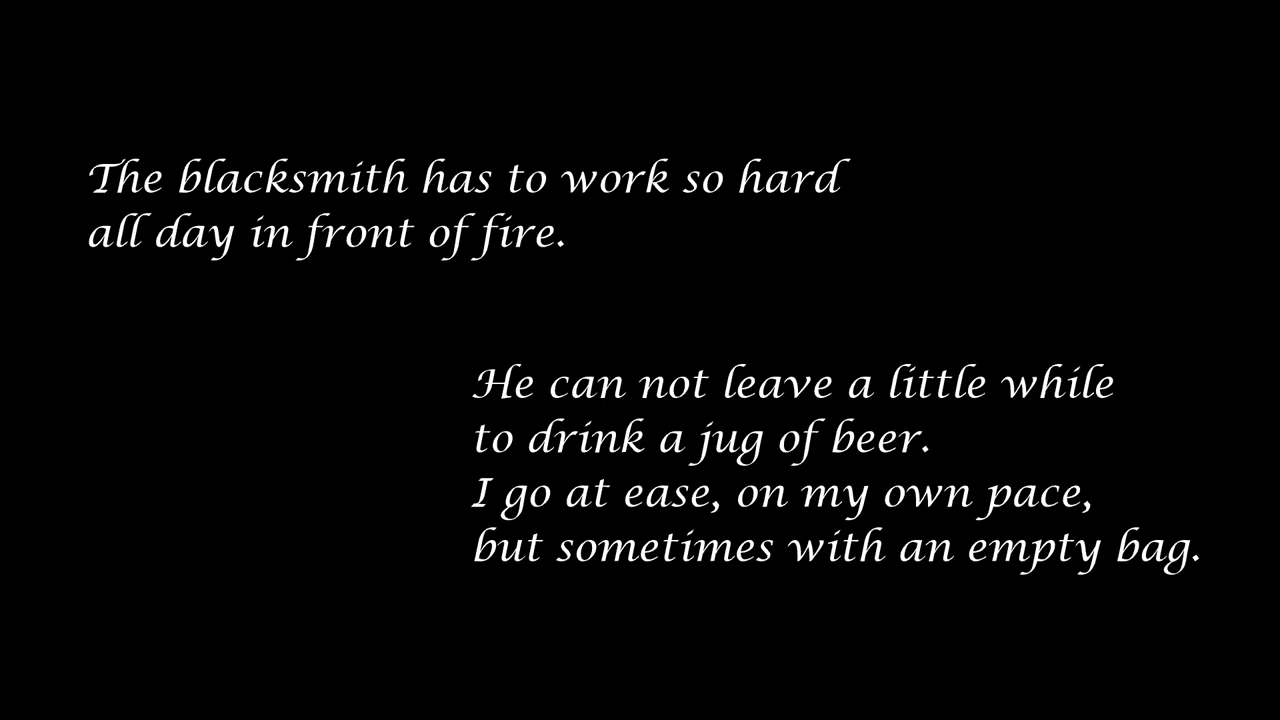 The blacksmith has to work so hard
all day in front of fire.
He can not leave a little while
to drink a jug of beer.
I go at ease, on my own pace,
but sometimes with an empty bag.